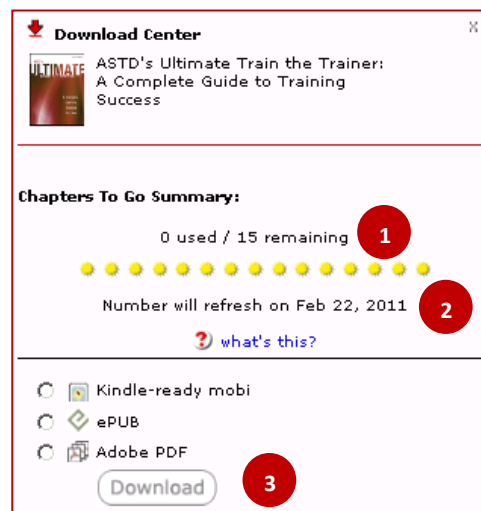 Download Center
X
ULTIMATE
ASTD's Ultimate Train the Trainer:
A Complete Guide to Training
Success
Chapters To Go Summary:
0 used / 15 remaining
1
Number will refresh on Feb 22, 2011
2
? what's this?
Kindle-ready mobi
ePUB
Adobe PDF
Download
3